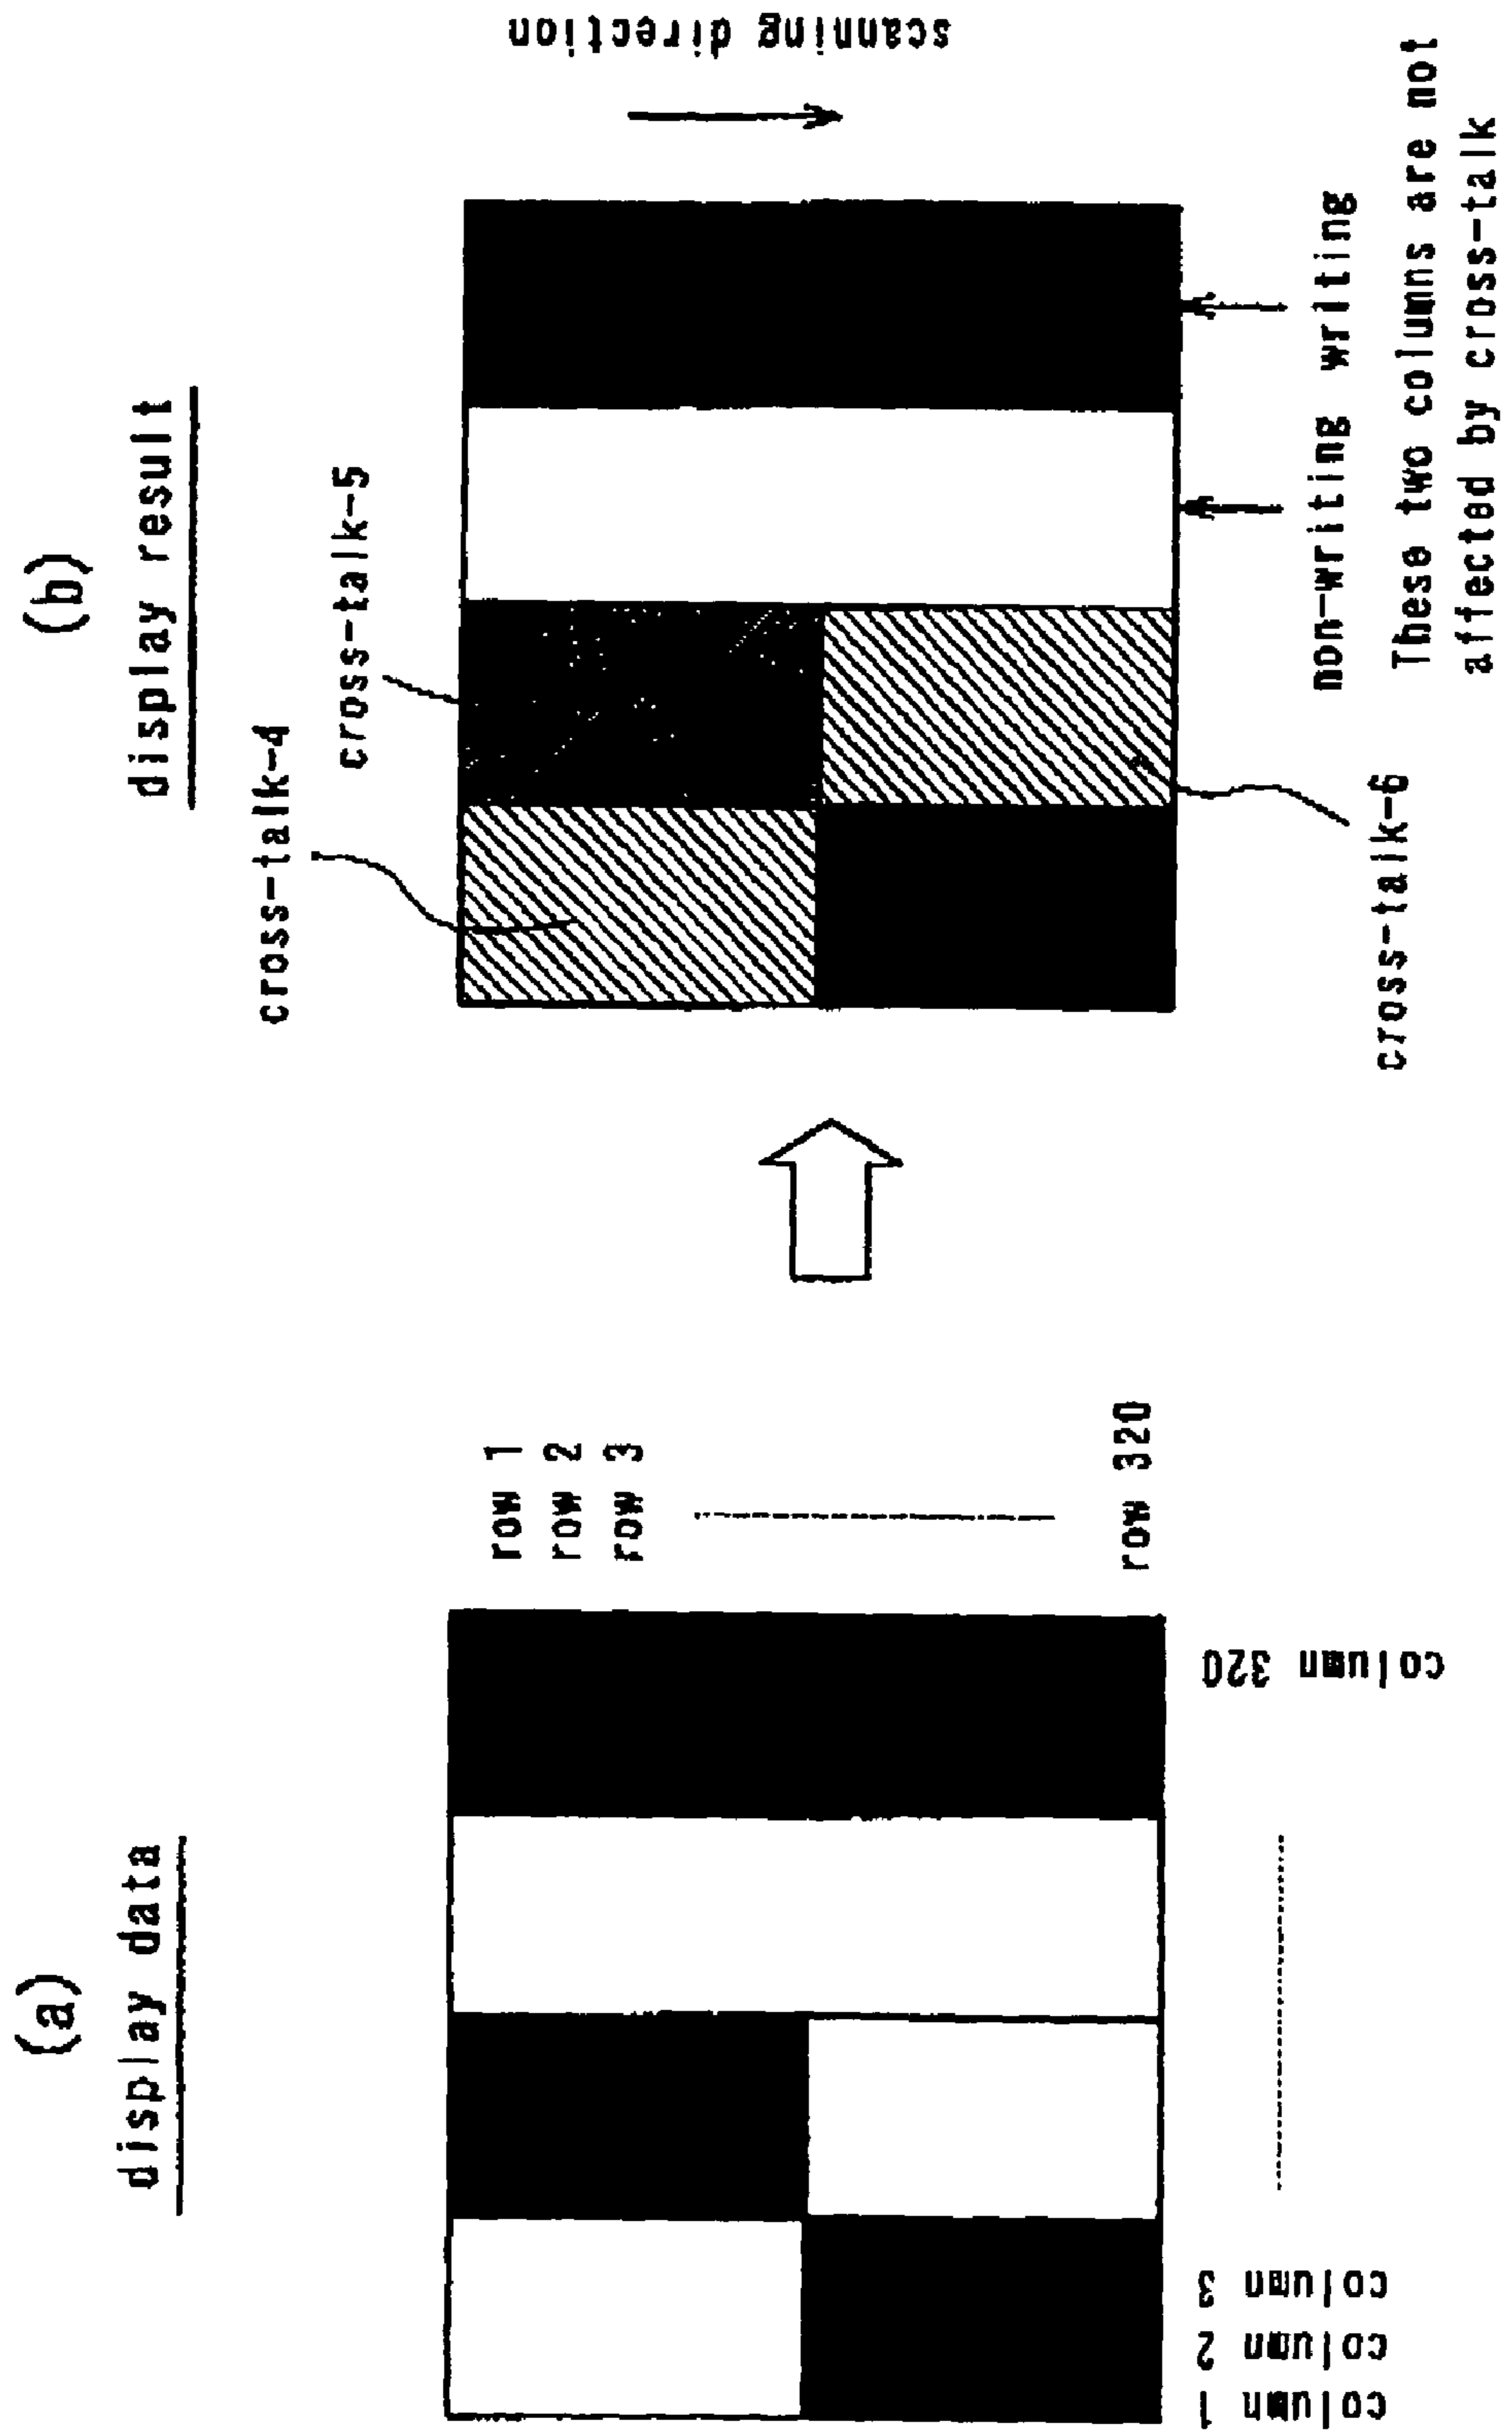 (a)
display data
row 1
row 2
row 3
row 320
column 1
column 2
column 3
column 320
(b)
display result
cross-talk-4
cross-talk-5
scanning direction
cross-talk-6
non-writing writing
These two columns are not
affected by cross-talk